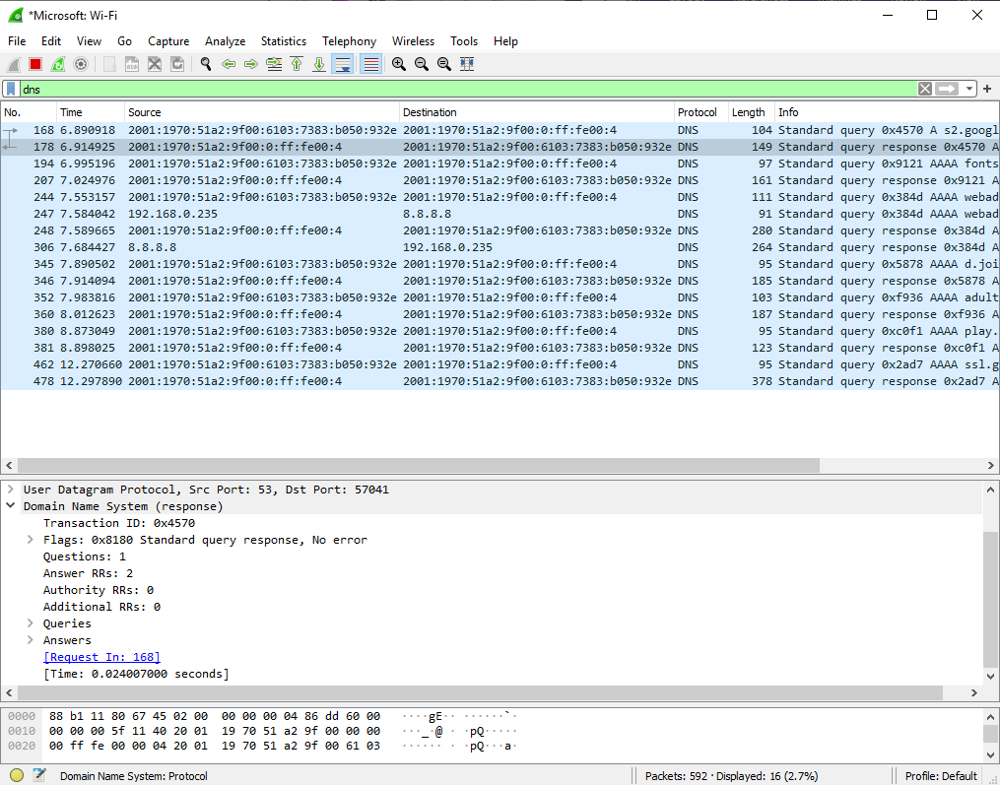 *Microsoft: Wi-Fi
File Edit View Go Capture Analyze Statistics Telephony Wireless Tools Help
dns
No. Time Source Destination Protocol Length Info
168 6.890918 2001:1970:51a2:9f00:6103:7383:b050:932e 2001:1970:51a2:9f00:0:ff:fe00:4 DNS 104 Standard query 0x4570 A s2.googl
178 6.914925 2001:1970:51a2:9f00:0:ff:fe00:4 2001:1970:51a2:9f00:6103:7383:b050:932e DNS 149 Standard query response 0x4570 A
194 6.995196 2001:1970:51a2:9f00:6103:7383:b050:932e 2001:1970:51a2:9f00:0:ff:fe00:4 DNS 97 Standard query 0x9121 AAAA fonts
207 7.024976 2001:1970:51a2:9f00:0:ff:fe00:4 2001:1970:51a2:9f00:6103:7383:b050:932e DNS 161 Standard query response 0x9121 A
244 7.553157 2001:1970:51a2:9f00:6103:7383:b050:932e 2001:1970:51a2:9f00:0:ff:fe00:4 DNS 111 Standard query 0x384d AAAA webad
247 7.584042 192.168.0.235 8.8.8.8 DNS 91 Standard query 0x384d AAAA webad
248 7.589665 2001:1970:51a2:9f00:0:ff:fe00:4 2001:1970:51a2:9f00:6103:7383:b050:932e DNS 280 Standard query response 0x384d A
306 7.684427 8.8.8.8 192.168.0.235 DNS 264 Standard query response 0x384d A
345 7.890502 2001:1970:51a2:9f00:6103:7383:b050:932e 2001:1970:51a2:9f00:0:ff:fe00:4 DNS 95 Standard query 0x5878 AAAA d.joi
346 7.914094 2001:1970:51a2:9f00:0:ff:fe00:4 2001:1970:51a2:9f00:6103:7383:b050:932e DNS 185 Standard query response 0x5878 A
352 7.983816 2001:1970:51a2:9f00:6103:7383:b050:932e 2001:1970:51a2:9f00:0:ff:fe00:4 DNS 103 Standard query 0xf936 AAAA adult
360 8.012623 2001:1970:51a2:9f00:0:ff:fe00:4 2001:1970:51a2:9f00:6103:7383:b050:932e DNS 187 Standard query response 0xf936 A
380 8.873049 2001:1970:51a2:9f00:6103:7383:b050:932e 2001:1970:51a2:9f00:0:ff:fe00:4 DNS 95 Standard query 0xc0f1 AAAA play.
381 8.898025 2001:1970:51a2:9f00:0:ff:fe00:4 2001:1970:51a2:9f00:6103:7383:b050:932e DNS 123 Standard query response 0xc0f1 A
462 12.270660 2001:1970:51a2:9f00:6103:7383:b050:932e 2001:1970:51a2:9f00:0:ff:fe00:4 DNS 95 Standard query 0x2ad7 AAAA ssl.g
478 12.297890 2001:1970:51a2:9f00:0:ff:fe00:4 2001:1970:51a2:9f00:6103:7383:b050:932e DNS 378 Standard query response 0x2ad7 A
User Datagram Protocol, Src Port: 53, Dst Port: 57041
Domain Name System (response)
Transaction ID: 0x4570
Flags: 0x8180 Standard query response, No error
Questions: 1
Answer RRs: 2
Authority RRs: 0
Additional RRs: 0
Queries
Answers
[Request In: 168]
[Time: 0.024007000 seconds]
0000 88 b1 11 80 67 45 02 00 00 00 00 04 86 dd 60 00 ····gE·· ······`·
0010 00 00 00 5f 11 40 20 01 19 70 51 a2 9f 00 00 00 ···_·@ · ·pQ·····
0020 00 ff fe 00 00 04 20 01 19 70 51 a2 9f 00 61 03 ······ · ·pQ···a·
Domain Name System: Protocol Packets: 592 · Displayed: 16 (2.7%) Profile: Default